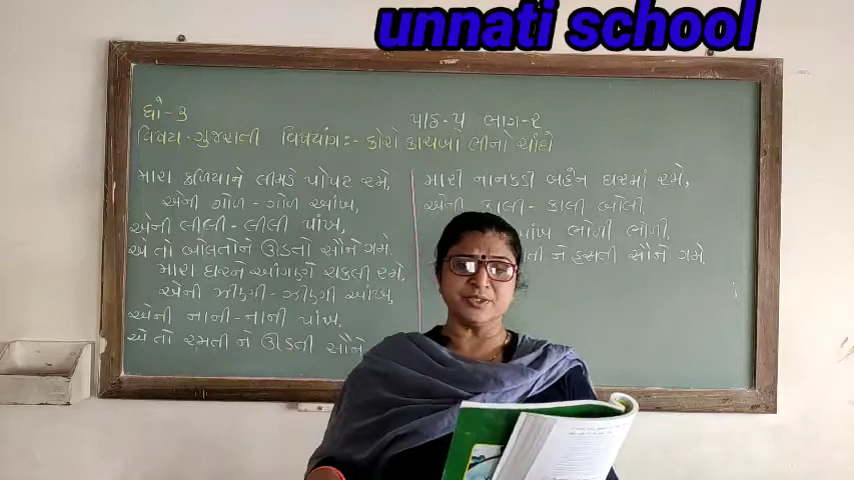 unnati school
ધો-૩
પાઠ-૫ ભાગ-૨
વિષય-ગુજરાતી વિષયાંગ:- કોરો કાચબો ભીનો ચાંદો
મારા ફળિયાને લીમડે પોપટ રમે,
એની ગોળ-ગોળ આંખ,
એની લીલી-લીલી પાંખ,
એ તો બોલતોને ઊડતો સૌને ગમે.
મારા ઘરને આંગણે ચકલી રમે,
એની ઝીણી-ઝીણી આંખ,
એની નાની-નાની પાંખ,
એ તો રમતી ને ઊડતી સૌને
મારી નાનકડી બહેન ઘરમાં રમે,
એની કાલી-કાલી બોલી,
આંખ ભોળી ભોળી,
ને હસતી સૌને ગમે.